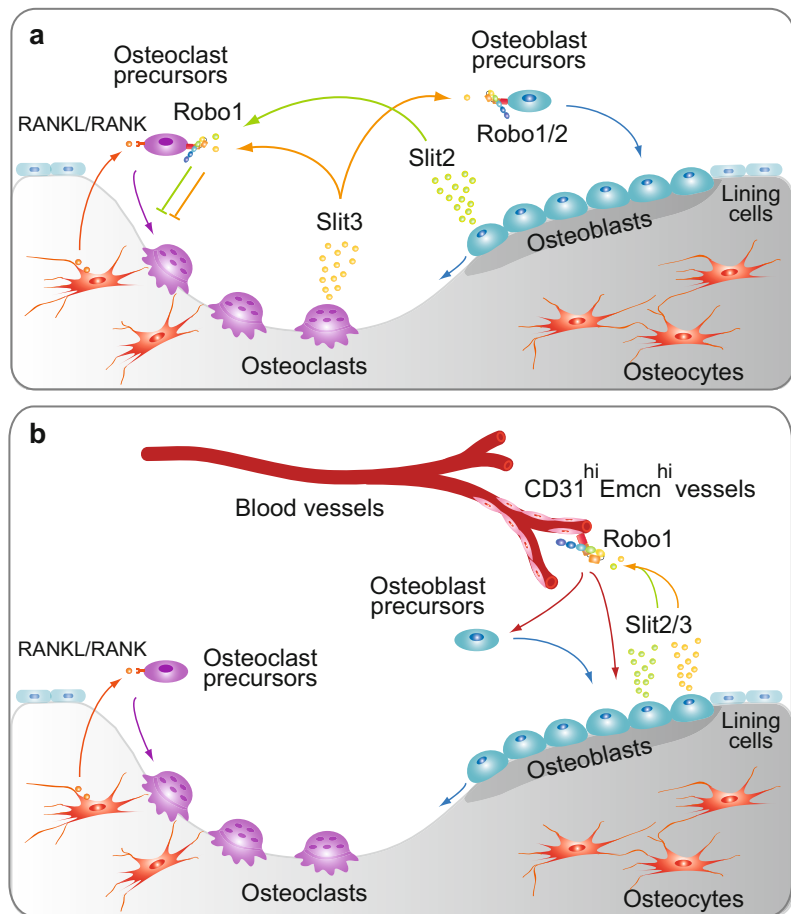 a
Osteoclast
precursors
Osteoblast
precursors
RANKL/RANK
Robo1
Robo1/2
Slit2
Slit3
Lining
cells
Osteoblasts
Osteoclasts
Osteocytes
b
Blood vessels
CD31hiEmcnhi vessels
Robo1
Osteoblast
precursors
Slit2/3
RANKL/RANK
Osteoclast
precursors
Lining
cells
Osteoblasts
Osteoclasts
Osteocytes